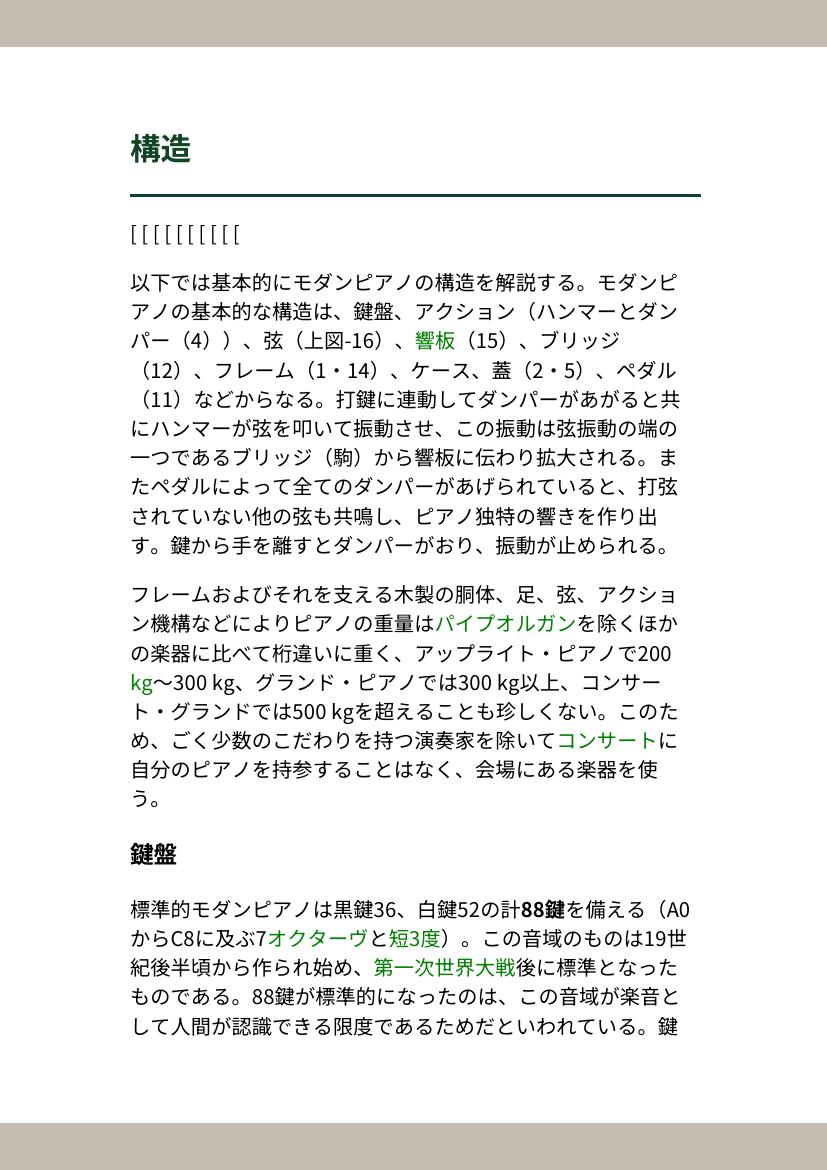 構造
[ [ [ [ [ [ [ [ [ [
以下では基本的にモダンピアノの構造を解説する。モダンピ
アノの基本的な構造は、鍵盤、アクション（ハンマーとダン
パー（4））、弦（上図-16）、響板（15）、ブリッジ
（12）、フレーム（1・14）、ケース、蓋（2・5）、ペダル
（11）などからなる。打鍵に連動してダンパーがあがると共
にハンマーが弦を叩いて振動させ、この振動は弦振動の端の
一つであるブリッジ（駒）から響板に伝わり拡大される。ま
たペダルによって全てのダンパーがあげられていると、打弦
されていない他の弦も共鳴し、ピアノ独特の響きを作り出
す。鍵から手を離すとダンパーがおり、振動が止められる。
フレームおよびそれを支える木製の胴体、足、弦、アクショ
ン機構などによりピアノの重量はパイプオルガンを除くほか
の楽器に比べて桁違いに重く、アップライト・ピアノで200
kg〜300 kg、グランド・ピアノでは300 kg以上、コンサー
ト・グランドでは500 kgを超えることも珍しくない。このた
め、ごく少数のこだわりを持つ演奏家を除いてコンサートに
自分のピアノを持参することはなく、会場にある楽器を使
う。
鍵盤
標準的モダンピアノは黒鍵36、白鍵52の計88鍵を備える（A0
からC8に及ぶ7オクターヴと短3度）。この音域のものは19世
紀後半頃から作られ始め、第一次世界大戦後に標準となった
ものである。88鍵が標準的になったのは、この音域が楽音と
して人間が認識できる限度であるためだといわれている。鍵